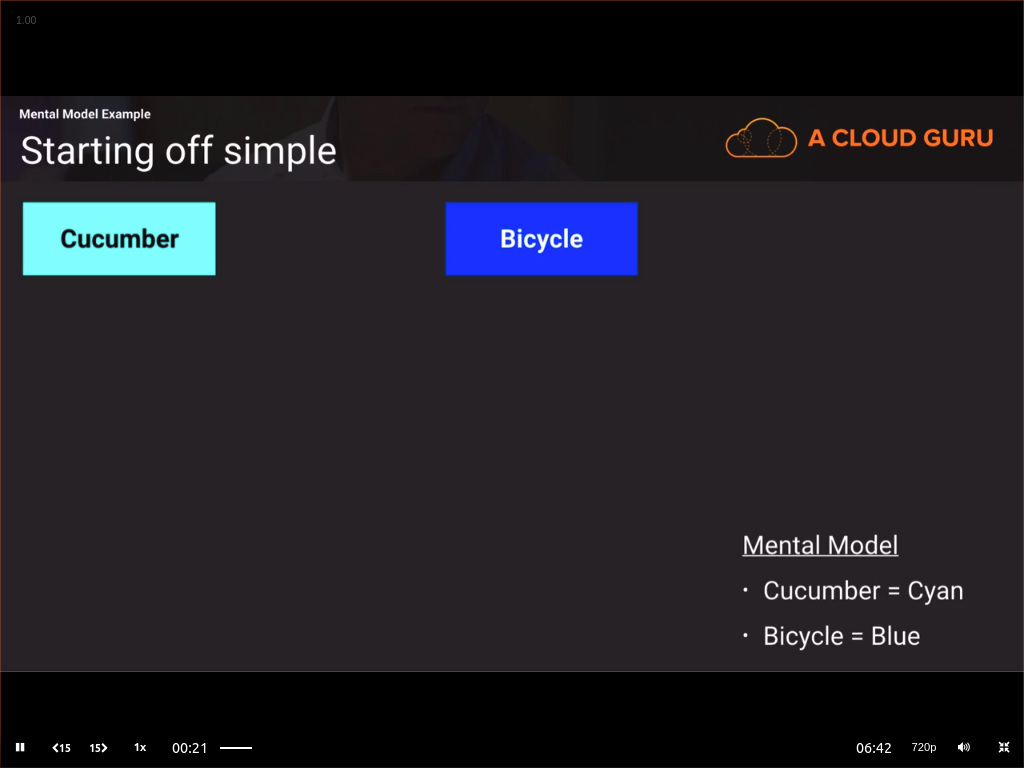 1.00
Mental Model Example
Starting off simple
A CLOUD GURU
Cucumber
Bicycle
Mental Model
· Cucumber = Cyan
· Bicycle = Blue
15 15 1x 00:21 06:42 720p